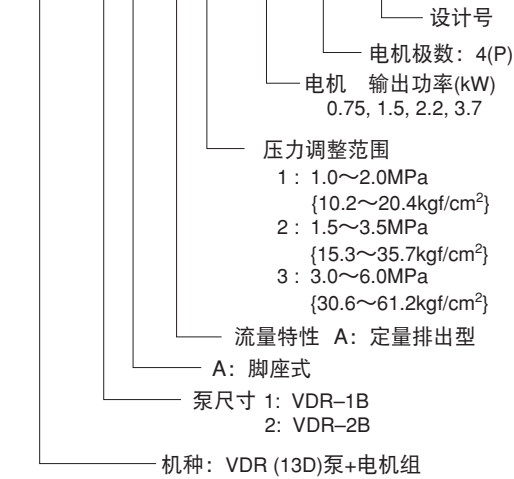 设计号
电机极数：4(P)
电机 输出功率(kW)
0.75, 1.5, 2.2, 3.7
压力调整范围
1 : 1.0～2.0MPa
{10.2～20.4kgf/cm²}
2 : 1.5～3.5MPa
{15.3～35.7kgf/cm²}
3 : 3.0～6.0MPa
{30.6～61.2kgf/cm²}
流量特性 A：定量排出型
A：脚座式
泵尺寸 1: VDR–1B
2: VDR–2B
机种：VDR (13D)泵+电机组